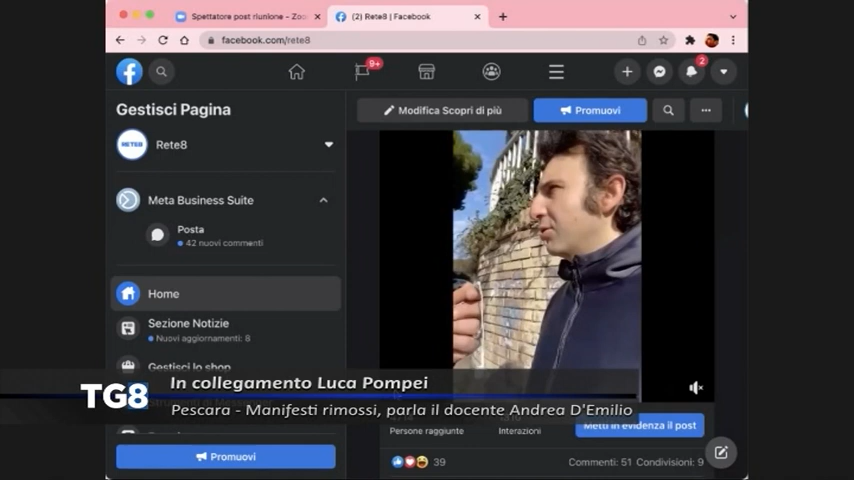 Spettatore post riunione - Zoo
(2) Rete8 | Facebook
facebook.com/rete8
9+
2
Gestisci Pagina
Modifica Scopri di più
Promuovi
RETE8
Rete8
Meta Business Suite
Posta
42 nuovi commenti
Home
Sezione Notizie
Nuovi aggiornamenti: 8
Gestisci lo shop
In collegamento Luca Pompei
TG8
Pescara - Manifesti rimossi, parla il docente Andrea D'Emilio
Persone raggiunte
Interazioni
Metti in evidenza il post
Promuovi
39
Commenti: 51 Condivisioni: 9